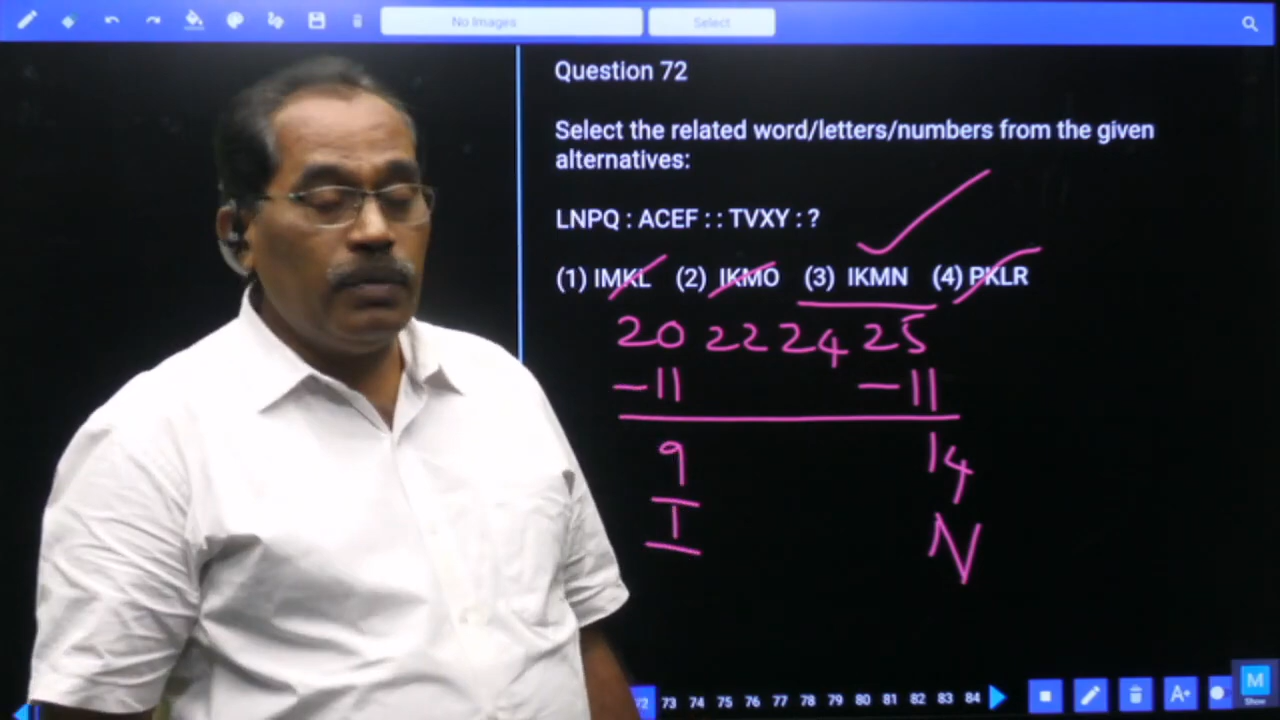 No Images Select
Question 72
Select the related word/letters/numbers from the given
alternatives:
LNPQ : ACEF : : TVXY : ?
(1) IMKL (2) IKMO (3) IKMN (4) PKLR
20 22 24 25
-11 -11
9 14
I N
72 73 74 75 76 77 78 79 80 81 82 83 84 A+ M
Show